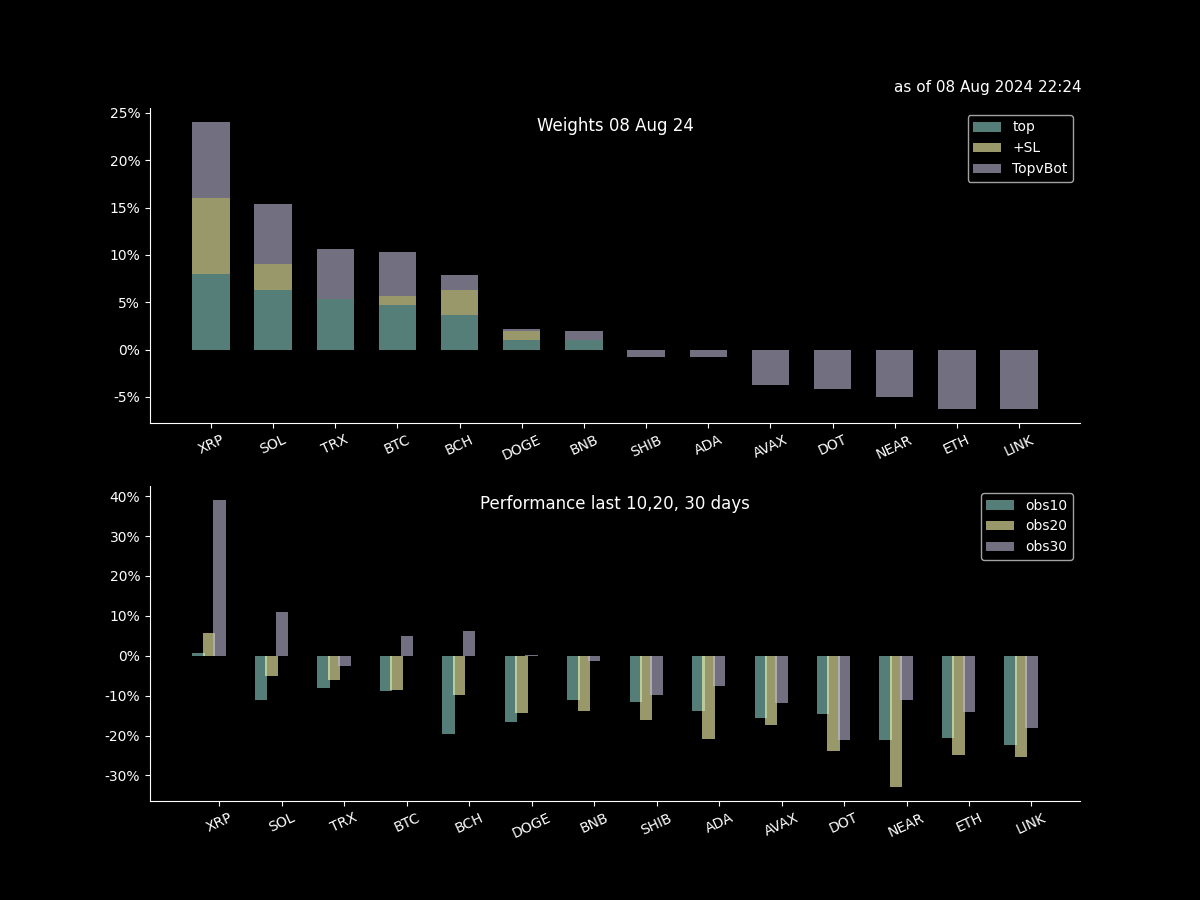 as of 08 Aug 2024 22:24
Weights 08 Aug 24
top
+SL
TopvBot
25%
20%
15%
10%
5%
0%
-5%
XRP SOL TRX BTC BCH DOGE BNB SHIB ADA AVAX DOT NEAR ETH LINK
Performance last 10,20, 30 days
obs10
obs20
obs30
40%
30%
20%
10%
0%
-10%
-20%
-30%
XRP SOL TRX BTC BCH DOGE BNB SHIB ADA AVAX DOT NEAR ETH LINK